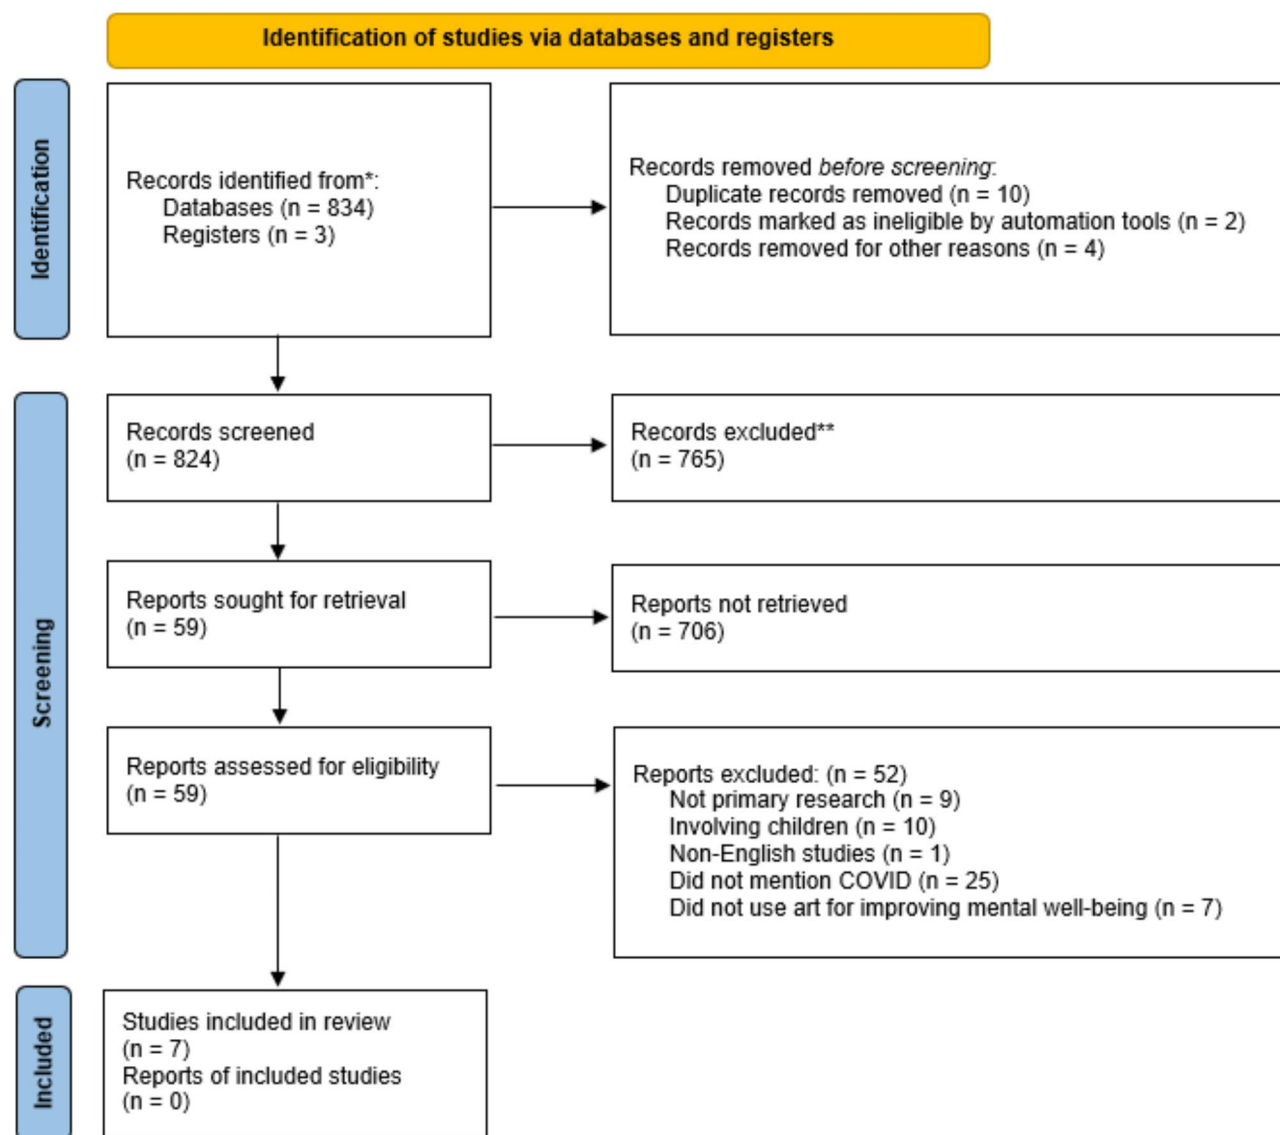 Identification of studies via databases and registers
Identification
Records identified from*:
Databases (n = 834)
Registers (n = 3)
Records removed before screening:
Duplicate records removed (n = 10)
Records marked as ineligible by automation tools (n = 2)
Records removed for other reasons (n = 4)
Screening
Records screened
(n = 824)
Records excluded**
(n = 765)
Reports sought for retrieval
(n = 59)
Reports not retrieved
(n = 706)
Reports assessed for eligibility
(n = 59)
Reports excluded: (n = 52)
Not primary research (n = 9)
Involving children (n = 10)
Non-English studies (n = 1)
Did not mention COVID (n = 25)
Did not use art for improving mental well-being (n = 7)
Included
Studies included in review
(n = 7)
Reports of included studies
(n = 0)